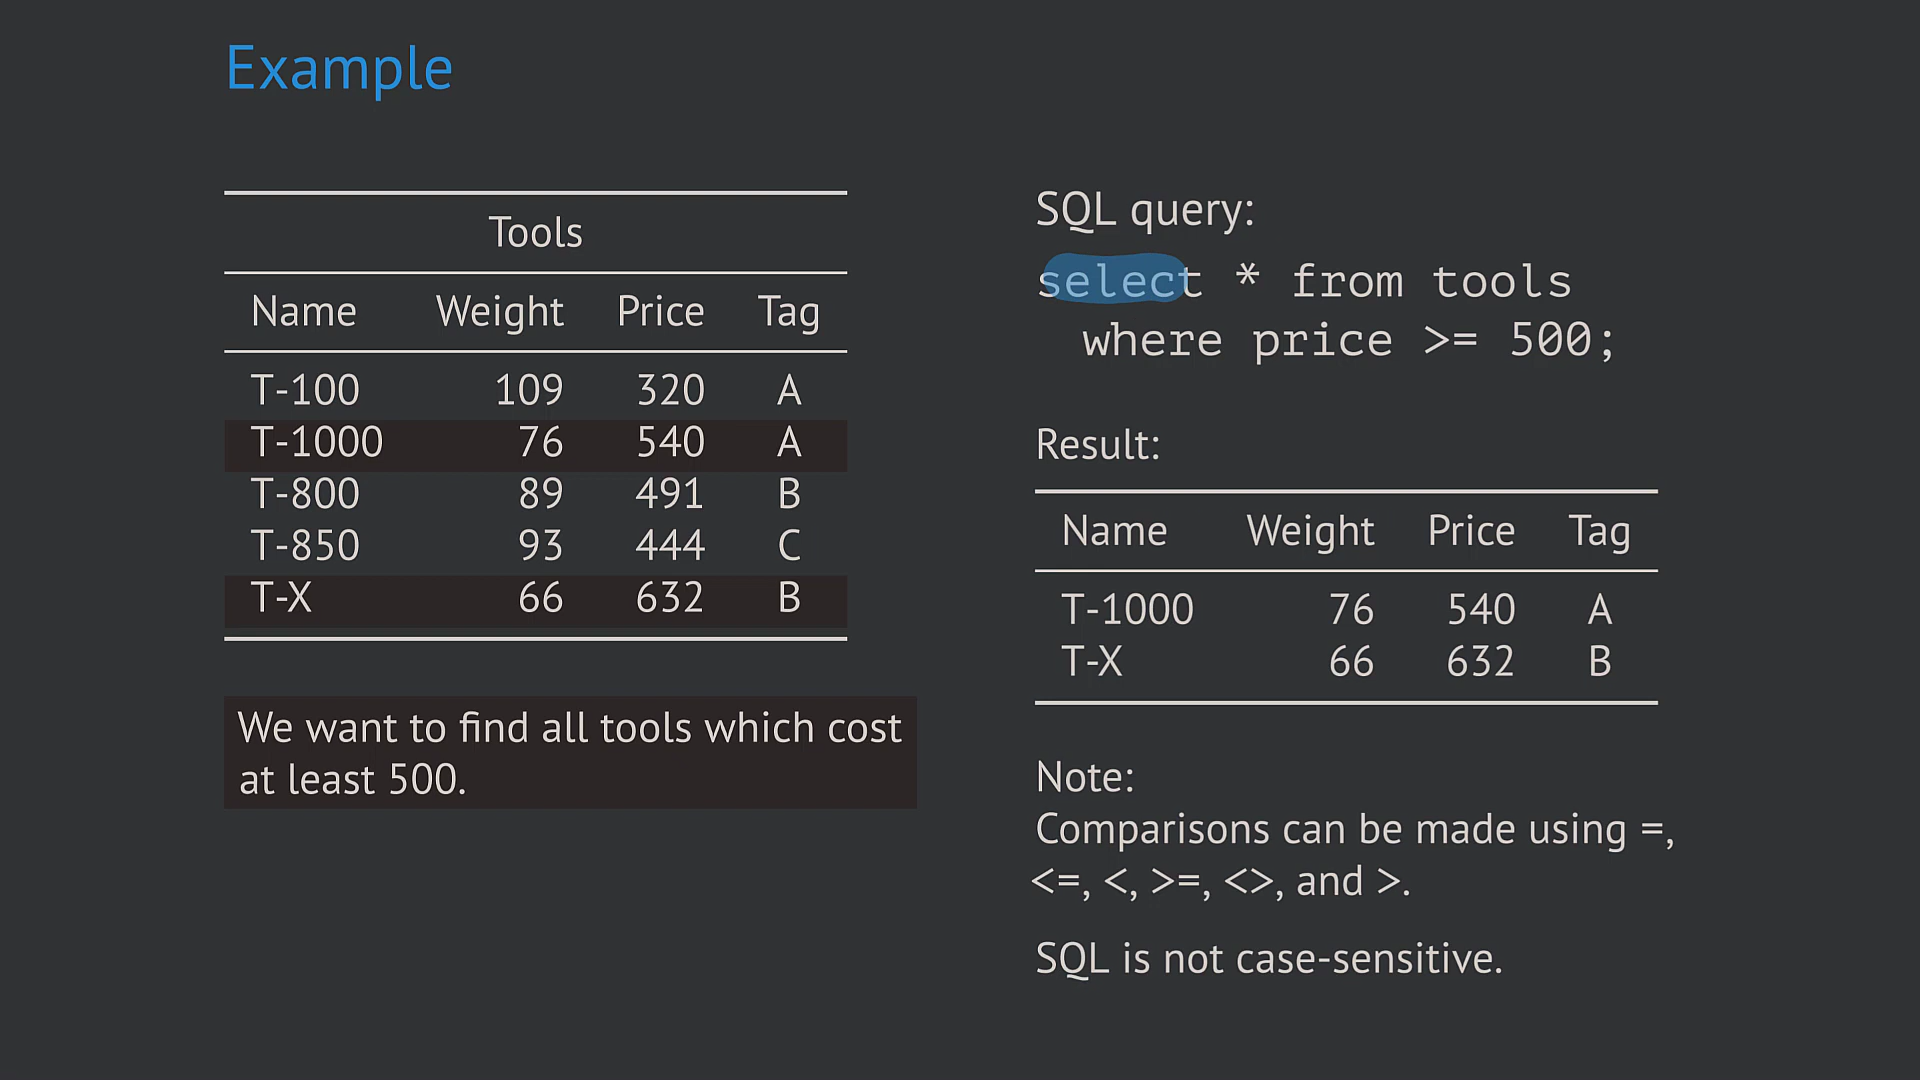 Example
Tools
Name Weight Price Tag
T-100 109 320 A
T-1000 76 540 A
T-800 89 491 B
T-850 93 444 C
T-X 66 632 B
We want to find all tools which cost
at least 500.
SQL query:
select * from tools
where price >= 500;
Result:
Name Weight Price Tag
T-1000 76 540 A
T-X 66 632 B
Note:
Comparisons can be made using =,
<=, <, >=, <>, and >.
SQL is not case-sensitive.